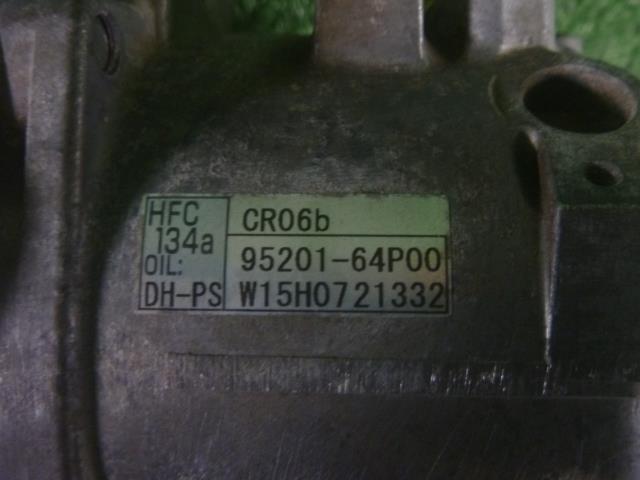 HFC
134a
OIL:
DH-PS
CR06b
95201-64P00
W15H0721332